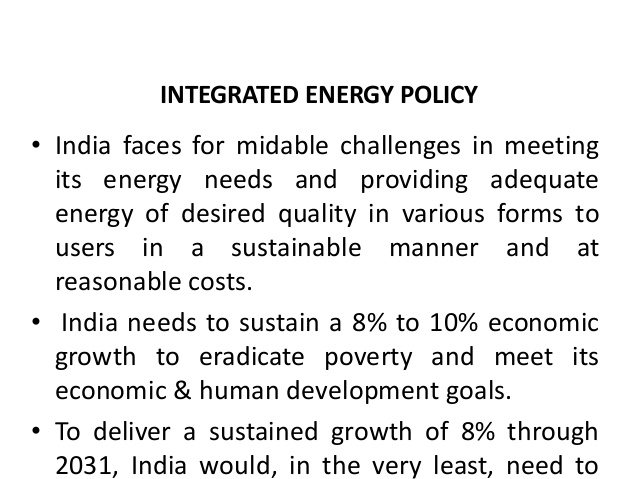 INTEGRATED ENERGY POLICY
• India faces for midable challenges in meeting
its energy needs and providing adequate
energy of desired quality in various forms to
users in a sustainable manner and at
reasonable costs.
• India needs to sustain a 8% to 10% economic
growth to eradicate poverty and meet its
economic & human development goals.
• To deliver a sustained growth of 8% through
2031, India would, in the very least, need to